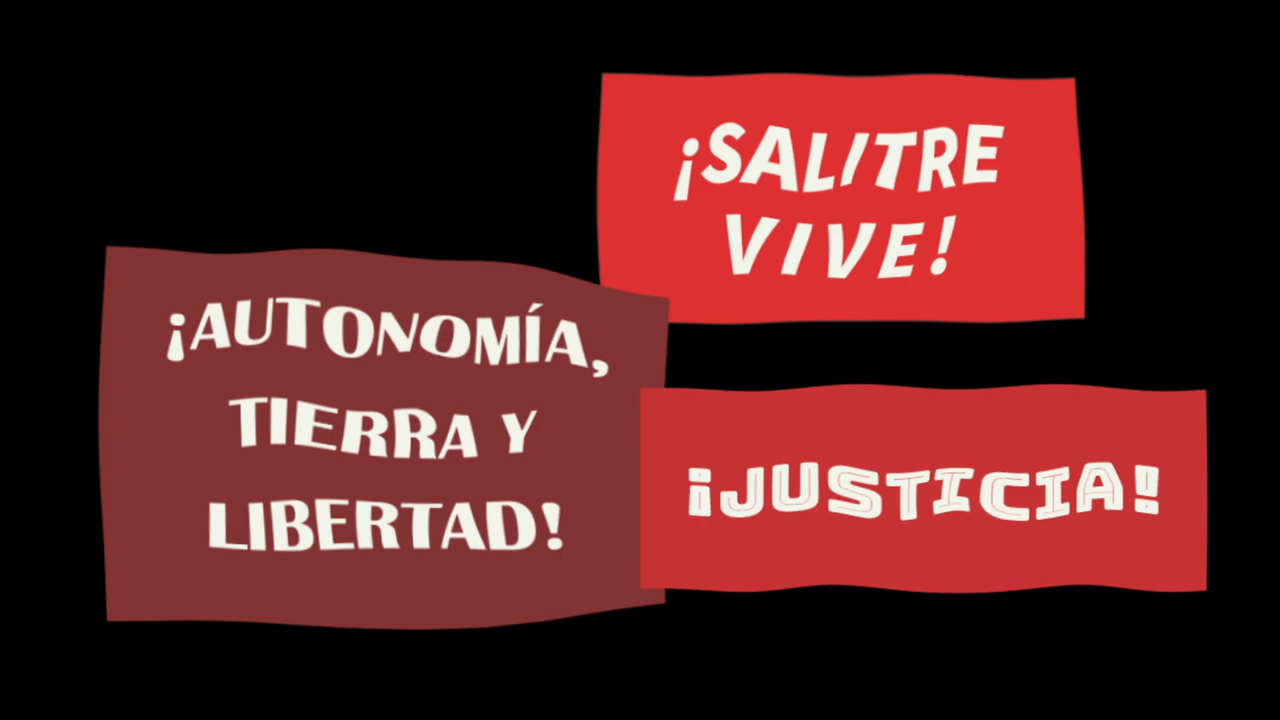 ¡SALITRE
VIVE!
¡AUTONOMÍA,
TIERRA Y
LIBERTAD!
¡JUSTICIA!